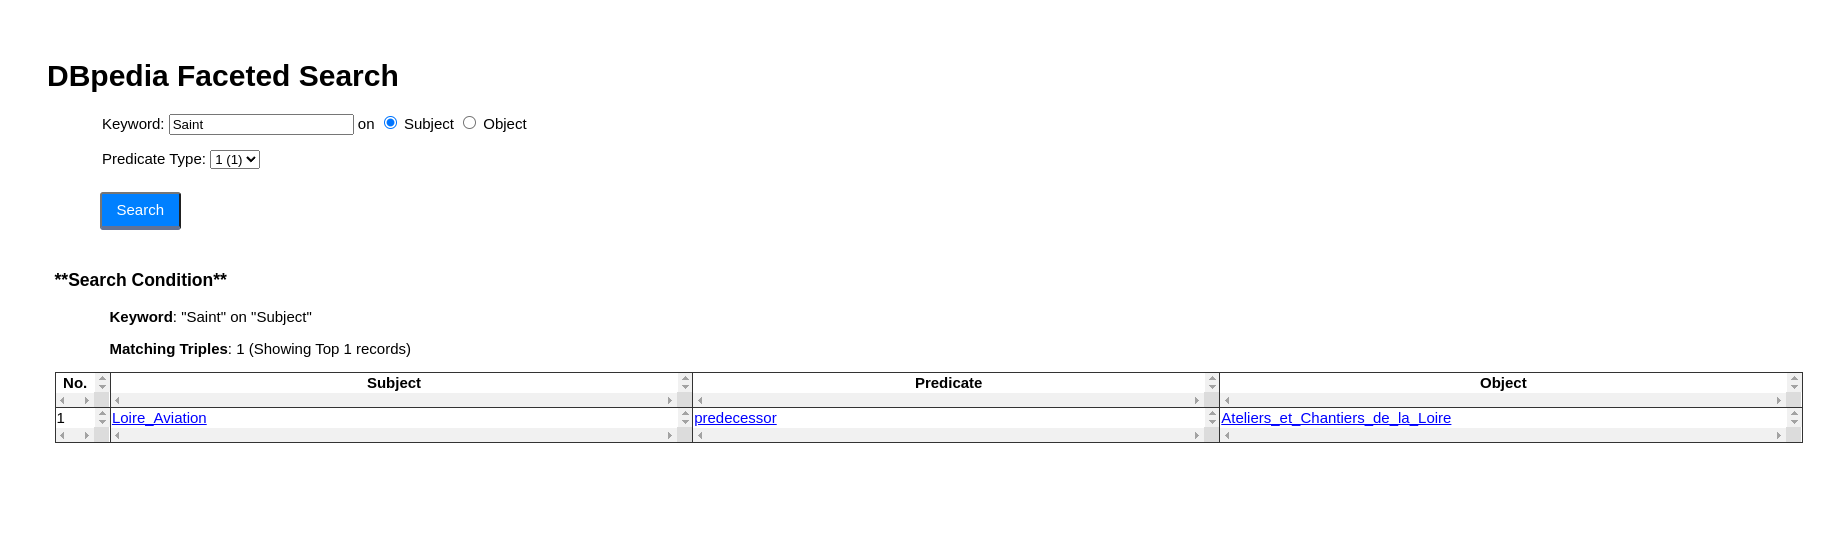 DBpedia Faceted Search
Keyword: Saint on Subject Object
Predicate Type: 1 (1)
Search
**Search Condition**
Keyword: "Saint" on "Subject"
Matching Triples: 1 (Showing Top 1 records)
No. Subject Predicate Object
1 Loire_Aviation predecessor Ateliers_et_Chantiers_de_la_Loire